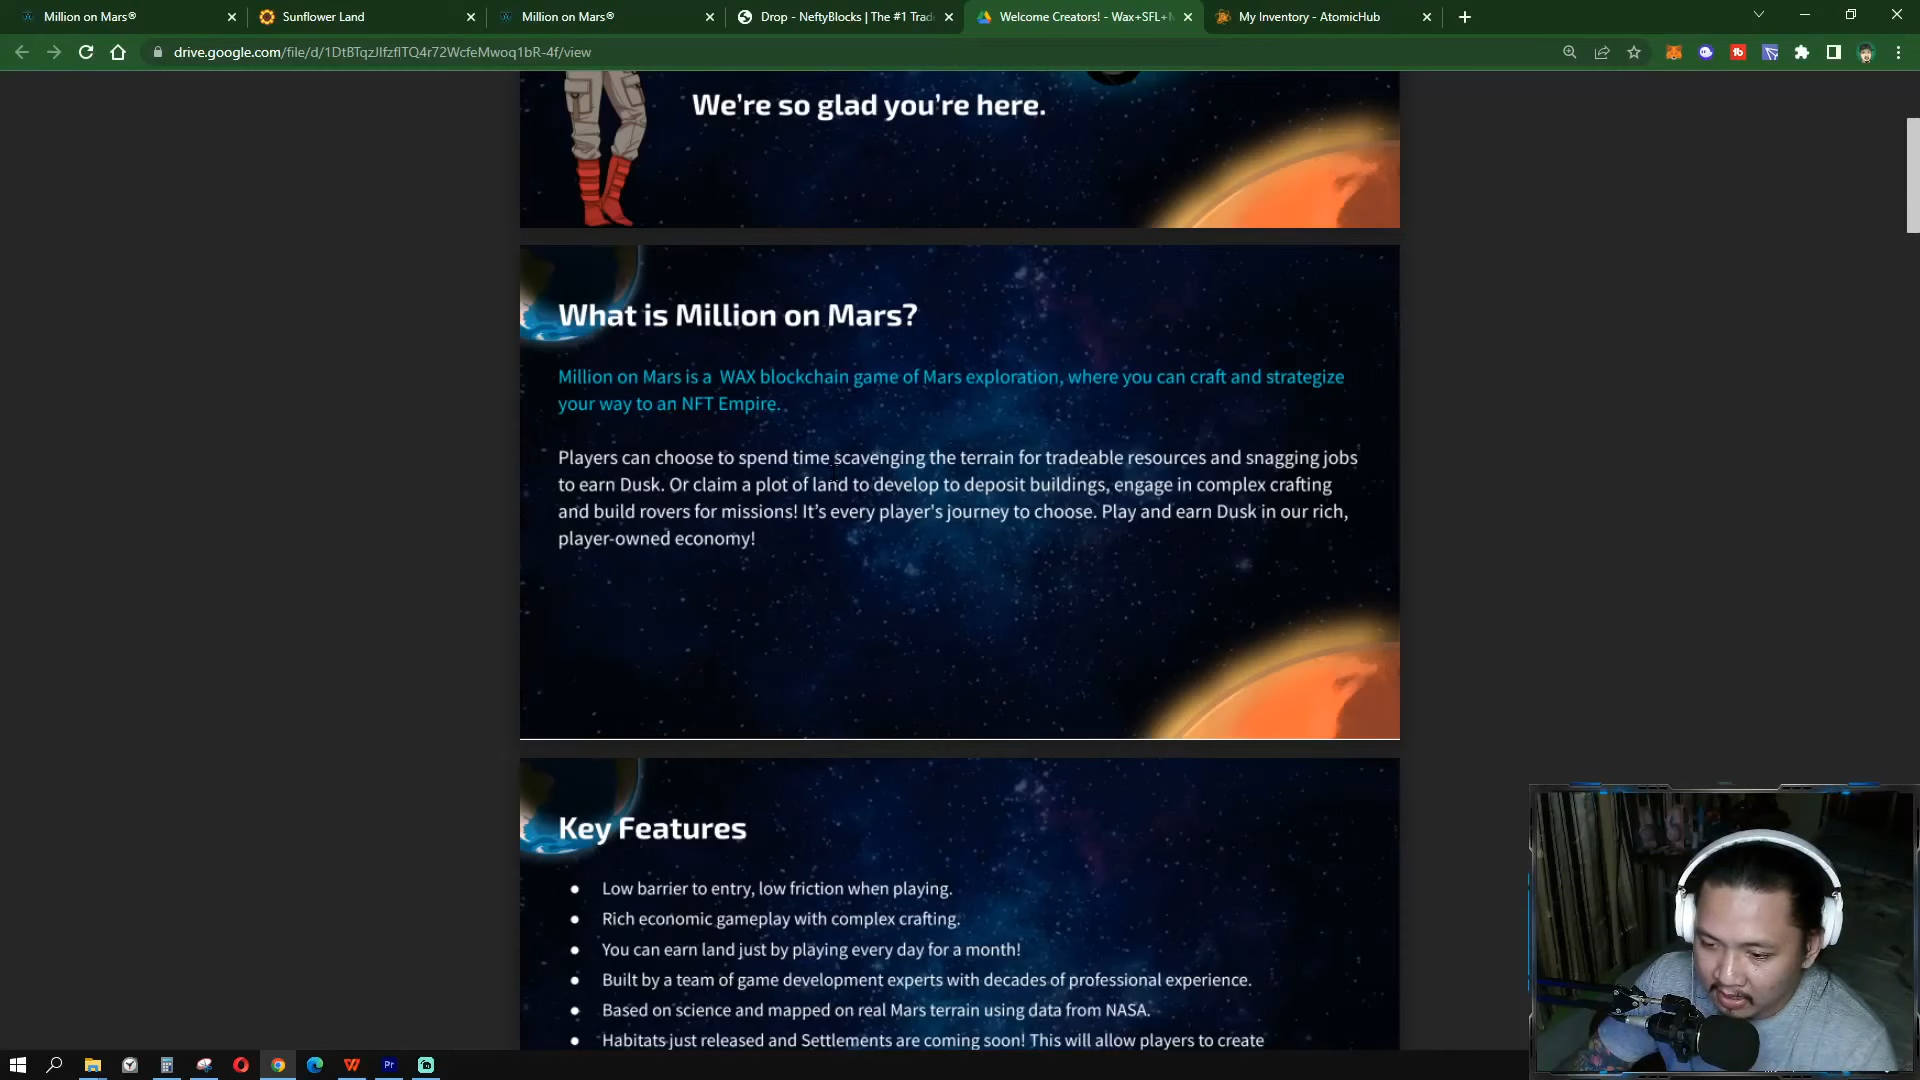 Million on Mars®
Sunflower Land
Million on Mars®
Drop - NeftyBlocks | The #1 Trad
Welcome Creators! - Wax+SFL+
My Inventory - AtomicHub
drive.google.com/file/d/1DtBTqzJIfzflTQ4r72WcfeMwoq1bR-4f/view
We’re so glad you’re here.
What is Million on Mars?
Million on Mars is a WAX blockchain game of Mars exploration, where you can craft and strategize
your way to an NFT Empire.
Players can choose to spend time scavenging the terrain for tradeable resources and snagging jobs
to earn Dusk. Or claim a plot of land to develop to deposit buildings, engage in complex crafting
and build rovers for missions! It’s every player's journey to choose. Play and earn Dusk in our rich,
player-owned economy!
Key Features
● Low barrier to entry, low friction when playing.
● Rich economic gameplay with complex crafting.
● You can earn land just by playing every day for a month!
● Built by a team of game development experts with decades of professional experience.
● Based on science and mapped on real Mars terrain using data from NASA.
● Habitats just released and Settlements are coming soon! This will allow players to create